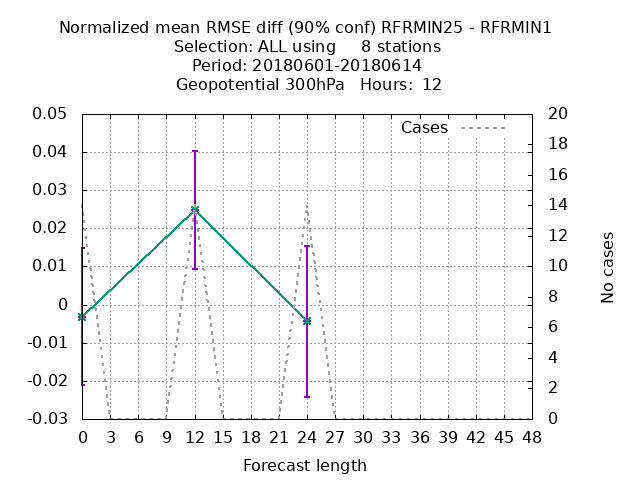 Normalized mean RMSE diff (90% conf) RFRMIN25 - RFRMIN1
Selection: ALL using     8 stations
Period: 20180601-20180614
Geopotential 300hPa   Hours:  12
Cases
0.05
0.04
0.03
0.02
0.01
0
-0.01
-0.02
-0.03
20
18
16
14
12
10
8
6
4
2
0
No cases
0 3 6 9 12 15 18 21 24 27 30 33 36 39 42 45 48
Forecast length